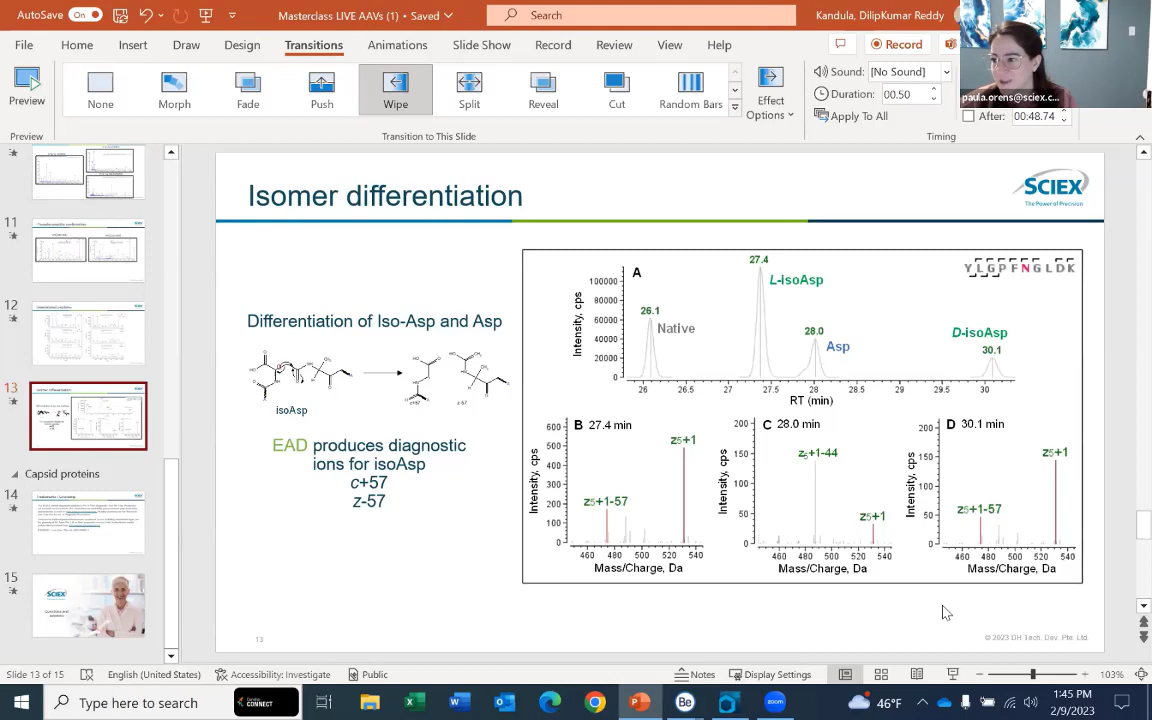 AutoSave On Masterclass LIVE AAVs (1) • Saved Search Kandula, DilipKumar Reddy
File Home Insert Draw Design Transitions Animations Slide Show Record Review View Help Record
paula.orens@sciex.c...
Preview None Morph Fade Push Wipe Split Reveal Cut Random Bars Effect Options
Sound: [No Sound]
Duration: 00.50
Apply To All
After: 00:48.74
Preview Transition to This Slide Timing
11
12
13
Capsid proteins
14
15
SCIEX
Isomer differentiation
SCIEX
The Power of Precision
Differentiation of Iso-Asp and Asp
isoAsp
c+57
z-57
EAD produces diagnostic
ions for isoAsp
c+57
z-57
A
YLGPFNGLDK
27.4
L-IsoAsp
26.1
Native
28.0
Asp
D-isoAsp
30.1
Intensity, cps
100000
80000
60000
40000
20000
0
26 26.5 27 27.5 28 28.5 29 29.5 30
RT (min)
B 27.4 min
z5+1
z5+1-57
Intensity, cps
600
500
400
300
200
100
0
460 480 500 520 540
Mass/Charge, Da
C 28.0 min
z5+1-44
z5+1
Intensity, cps
200
150
100
50
0
460 480 500 520 540
Mass/Charge, Da
D 30.1 min
z5+1
z5+1-57
Intensity, cps
200
150
100
50
0
460 480 500 520 540
Mass/Charge, Da
13
© 2023 DH Tech. Dev. Pte. Ltd.
Slide 13 of 15 English (United States) Accessibility: Investigate Public Notes Display Settings 103%
Type here to search
CONNECT
46°F
1:45 PM
2/9/2023